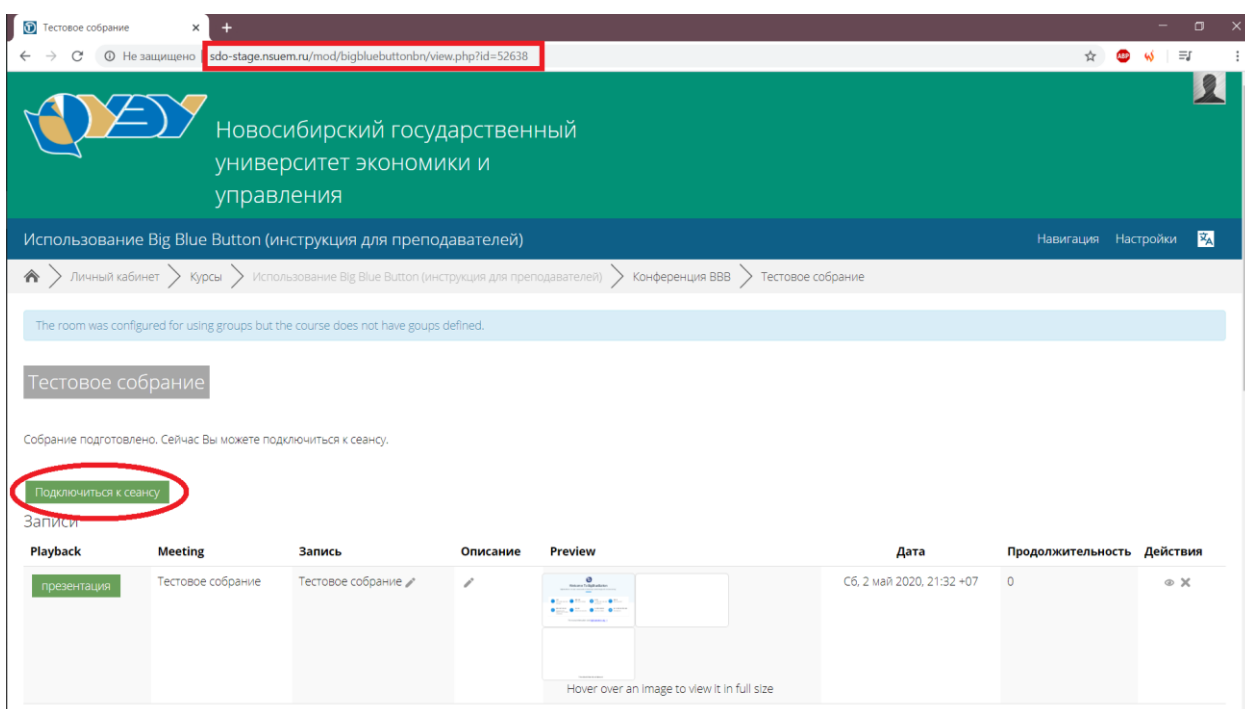 Тестовое собрание
Не защищено
sdo-stage.nsuem.ru/mod/bigbluebuttonbn/view.php?id=52638
ABP
Новосибирский государственный
университет экономики и
управления
Использование Big Blue Button (инструкция для преподавателей)
Навигация Настройки
Личный кабинет Курсы Использование Big Blue Button (инструкция для преподавателей) Конференция BBB Тестовое собрание
The room was configured for using groups but the course does not have goups defined.
Тестовое собрание
Собрание подготовлено. Сейчас Вы можете подключиться к сеансу.
Подключиться к сеансу
Записи
Playback Meeting Запись Описание Preview Дата Продолжительность Действия
презентация Тестовое собрание Тестовое собрание Сб, 2 май 2020, 21:32 +07 0
Hover over an image to view it in full size